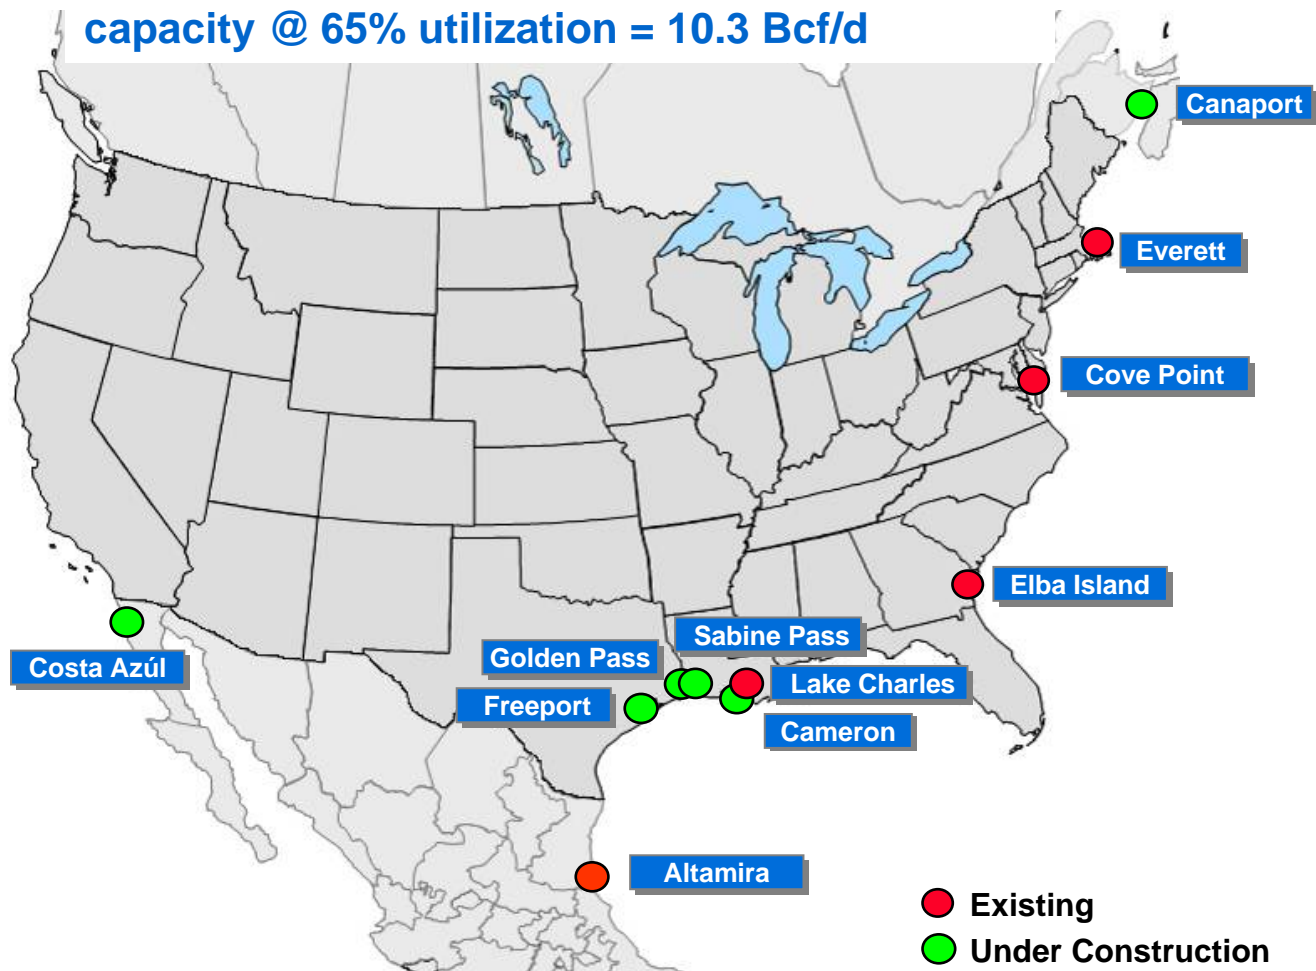 capacity @ 65% utilization = 10.3 Bcf/d
Canaport
Everett
Cove Point
Elba Island
Sabine Pass
Golden Pass
Costa Azúl
Lake Charles
Freeport
Cameron
Altamira
Existing
Under Construction